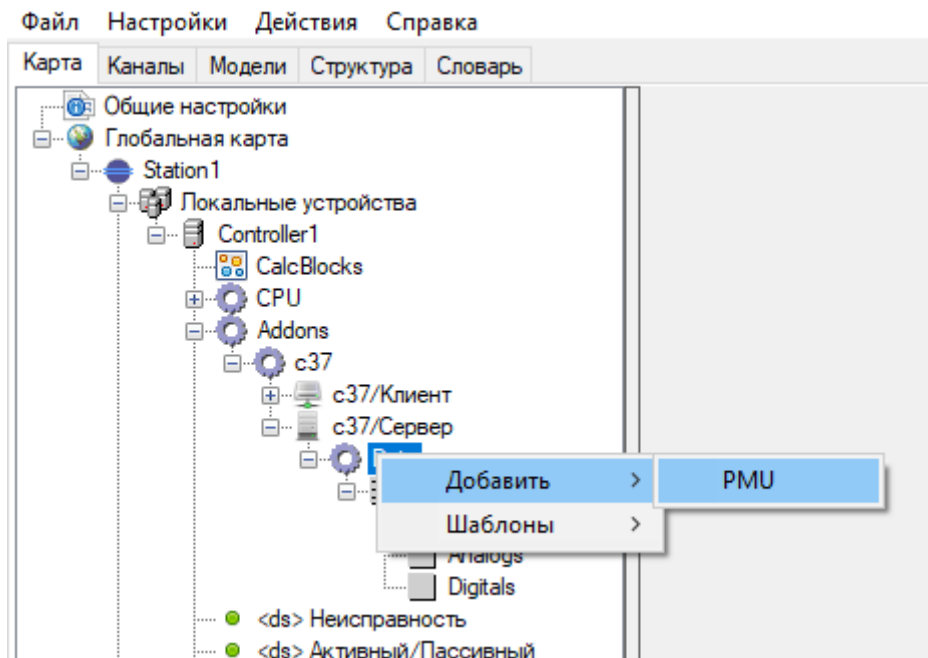 Файл Настройки Действия Справка
Карта Каналы Модели Структура Словарь
Общие настройки
Глобальная карта
Station1
Локальные устройства
Controller1
CalcBlocks
CPU
Addons
c37
c37/Клиент
c37/Сервер
Добавить > PMU
Шаблоны >
Analogs
Digitals
<ds> Неисправность
<ds> Активный/Пассивный